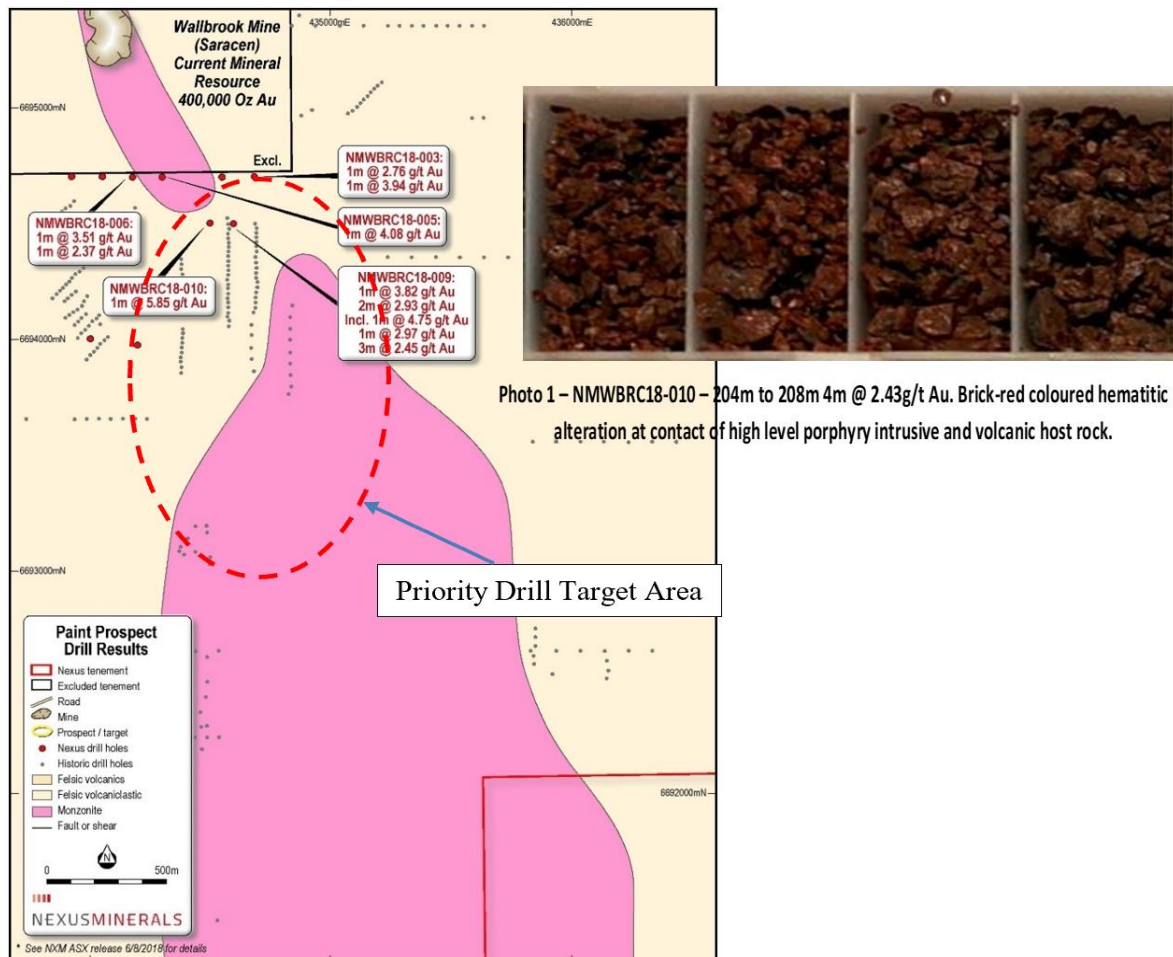 Wallbrook Mine
(Saracen)
Current Mineral
Resource
400,000 Oz Au
435000mE
436000mE
6695000mN
Excl.
NMWBRC18-003:
1m @ 2.76 g/t Au
1m @ 3.94 g/t Au
NMWBRC18-006:
1m @ 3.51 g/t Au
1m @ 2.37 g/t Au
NMWBRC18-005:
1m @ 4.08 g/t Au
NMWBRC18-010:
1m @ 5.85 g/t Au
NMWBRC18-009:
1m @ 3.82 g/t Au
2m @ 2.93 g/t Au
Incl. 1m @ 4.75 g/t Au
1m @ 2.97 g/t Au
3m @ 2.45 g/t Au
6694000mN
Photo 1 – NMWBRC18-010 – 204m to 208m 4m @ 2.43g/t Au. Brick-red coloured hematitic
alteration at contact of high level porphyry intrusive and volcanic host rock.
6693000mN
Priority Drill Target Area
Paint Prospect
Drill Results
Nexus tenement
Excluded tenement
Road
Mine
Prospect / target
Nexus drill holes
Historic drill holes
Felsic volcanics
Felsic volcaniclastic
Monzonite
Fault or shear
N
0 500m
NEXUSMINERALS
* See NXM ASX release 6/8/2018 for details
6692000mN